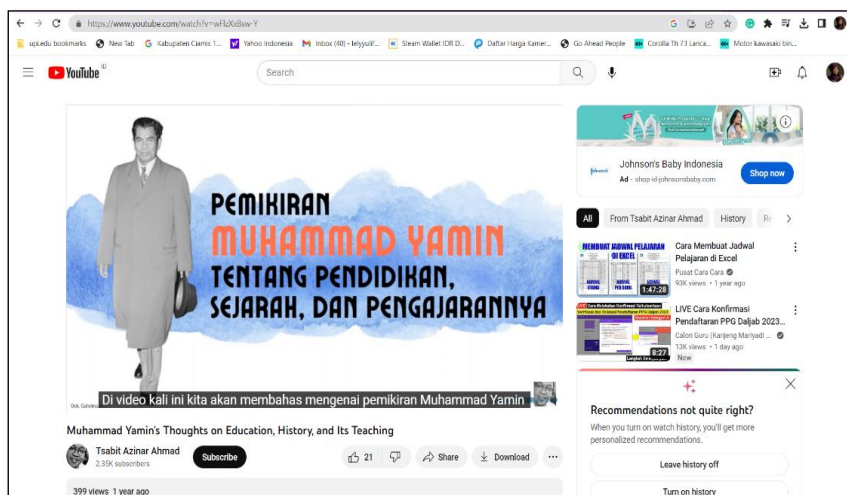 https://www.youtube.com/watch?v=wFlzXxBsw-Y
upi.edu bookmarks New Tab Kabupaten Ciamis 1... Yahoo Indonesia Inbox (40) - lelyyulif... Steam Wallet IDR D... Daftar Harga Kamer... Go Ahead People Corolla Th 73 Lanca... Motor kawasaki bin...
YouTube ID
Search
PEMIKIRAN
MUHAMMAD YAMIN
TENTANG PENDIDIKAN,
SEJARAH, DAN PENGAJARANNYA
Di video kali ini kita akan membahas mengenai pemikiran Muhammad Yamin
Muhammad Yamin's Thoughts on Education, History, and Its Teaching
Tsabit Azinar Ahmad
2.35K subscribers
Subscribe
21
Share
Download
399 views 1 year ago
Johnson's Baby Indonesia
Ad - shop-id-johnsonsbaby.com
Shop now
All From Tsabit Azinar Ahmad History
MEMBUAT JADWAL PELAJARAN
DI EXCEL
1:47:28
Cara Membuat Jadwal
Pelajaran di Excel
Pusat Cara Cara
93K views • 1 year ago
8:27
LIVE Cara Konfirmasi
Pendaftaran PPG Daljab 2023...
Calon Guru (Kanjeng Mariyadi ...
13K views • 1 day ago
New
Recommendations not quite right?
When you turn on watch history, you'll get more
personalized recommendations.
Leave history off
Turn on history